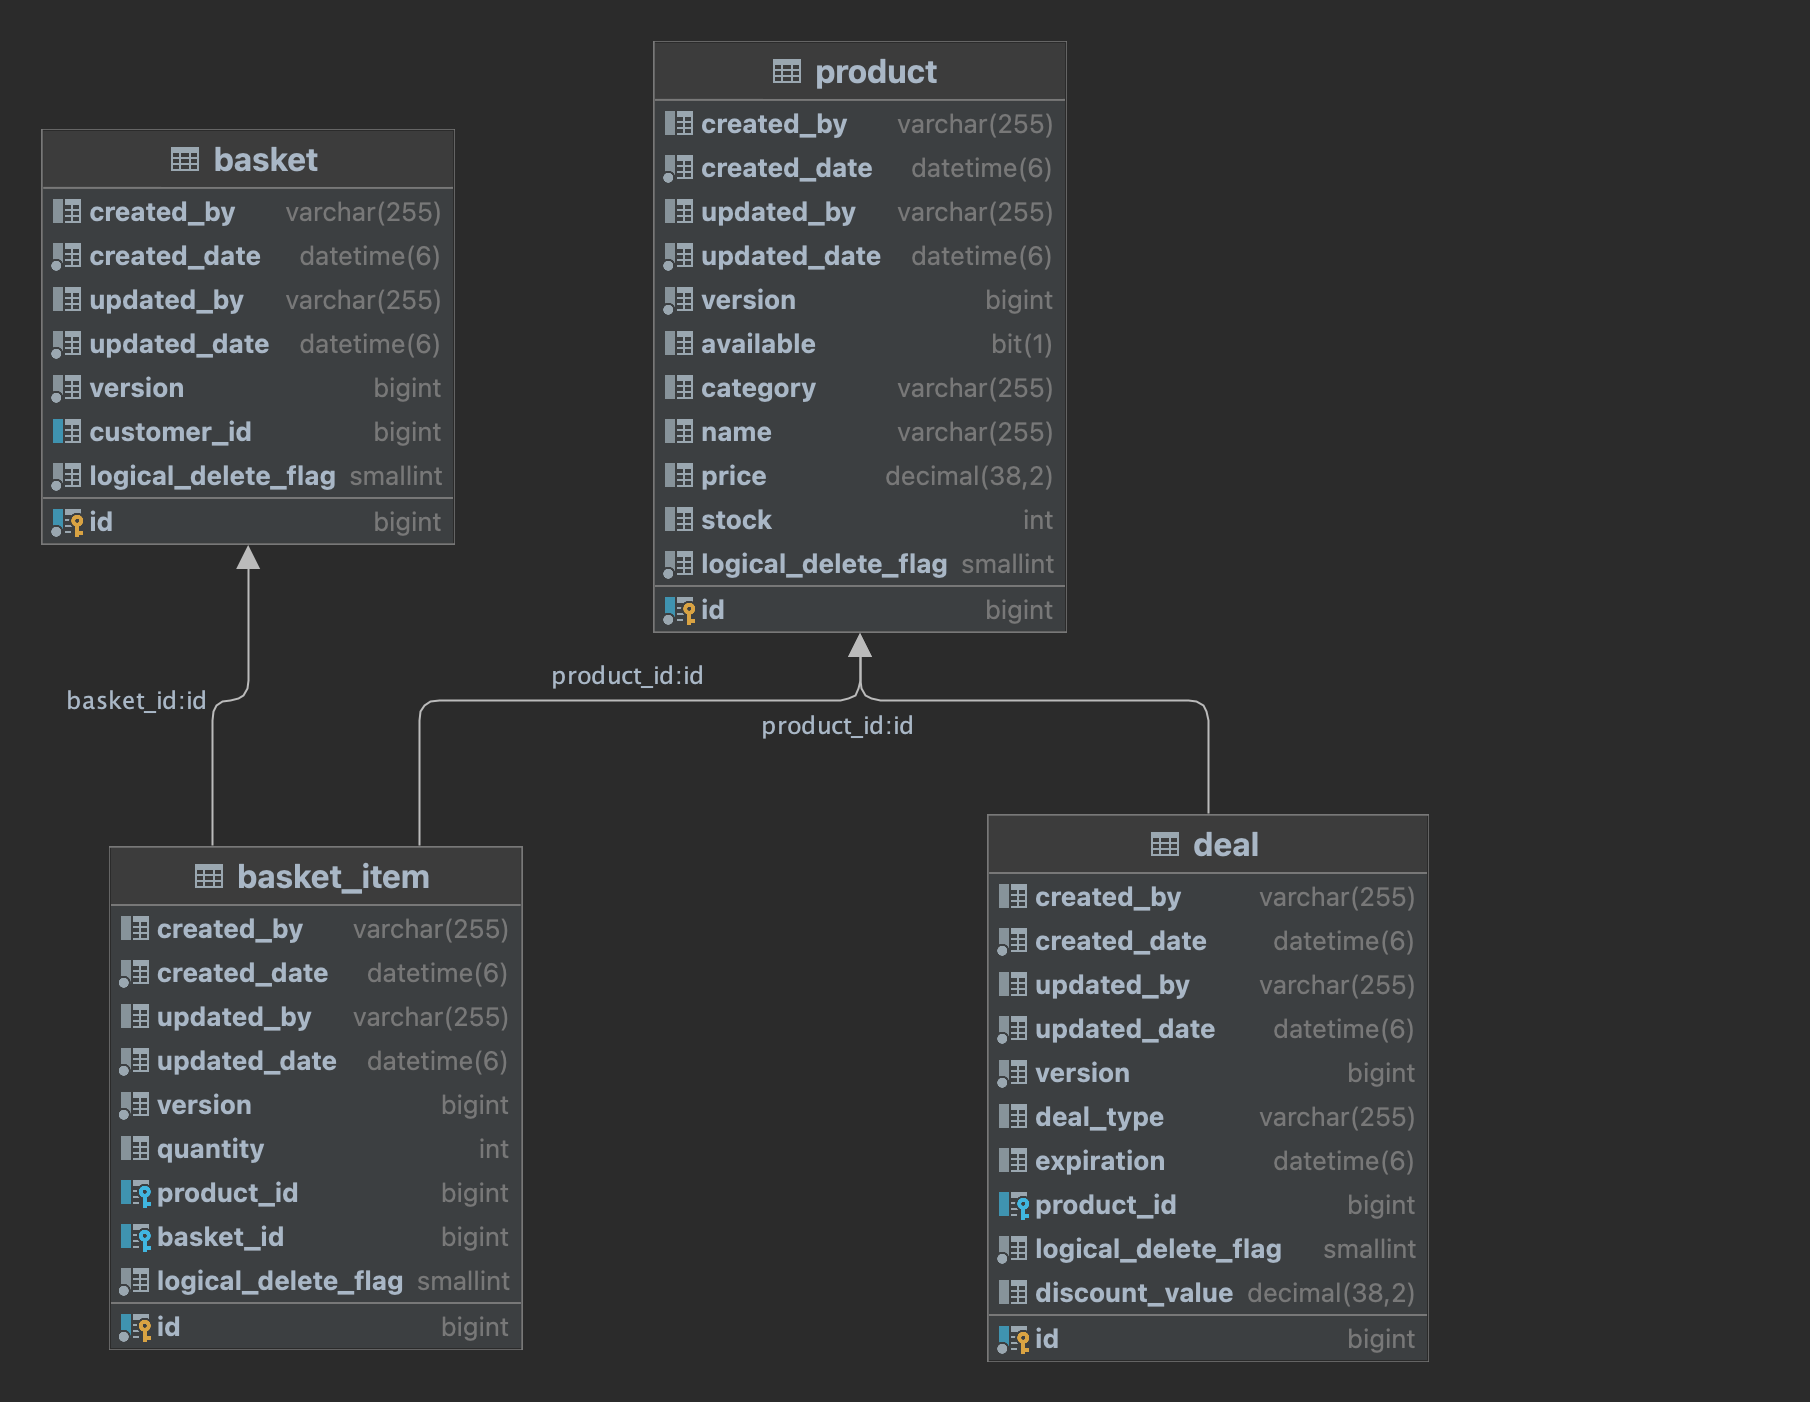 product
created_by varchar(255)
created_date datetime(6)
updated_by varchar(255)
updated_date datetime(6)
version bigint
available bit(1)
category varchar(255)
name varchar(255)
price decimal(38,2)
stock int
logical_delete_flag smallint
id bigint
basket
created_by varchar(255)
created_date datetime(6)
updated_by varchar(255)
updated_date datetime(6)
version bigint
customer_id bigint
logical_delete_flag smallint
id bigint
product_id:id
basket_id:id
product_id:id
basket_item
created_by varchar(255)
created_date datetime(6)
updated_by varchar(255)
updated_date datetime(6)
version bigint
quantity int
product_id bigint
basket_id bigint
logical_delete_flag smallint
id bigint
deal
created_by varchar(255)
created_date datetime(6)
updated_by varchar(255)
updated_date datetime(6)
version bigint
deal_type varchar(255)
expiration datetime(6)
product_id bigint
logical_delete_flag smallint
discount_value decimal(38,2)
id bigint